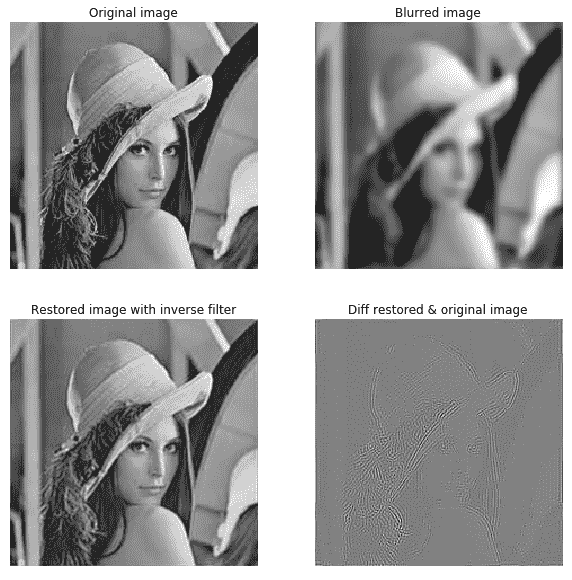 Original image
Blurred image
Restored image with inverse filter
Diff restored & original image